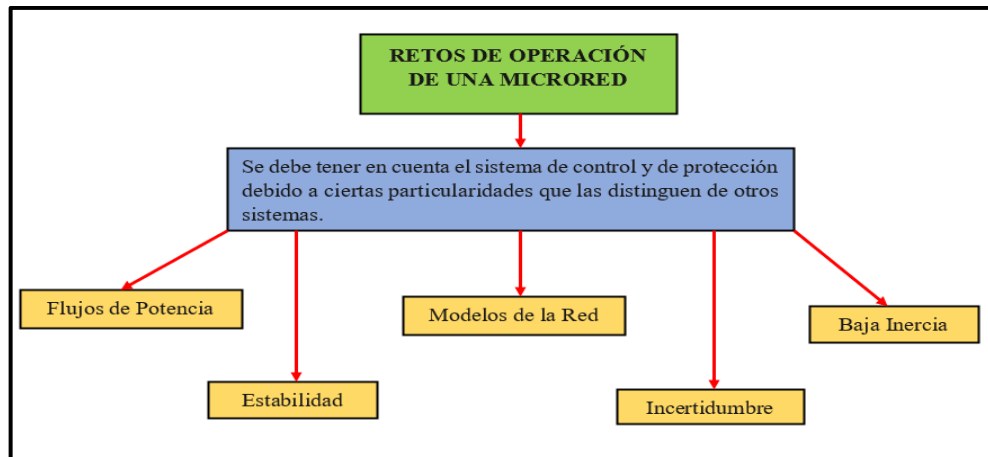 RETOS DE OPERACIÓN
DE UNA MICRORED
Se debe tener en cuenta el sistema de control y de protección
debido a ciertas particularidades que las distinguen de otros
sistemas.
Flujos de Potencia
Modelos de la Red
Baja Inercia
Estabilidad
Incertidumbre